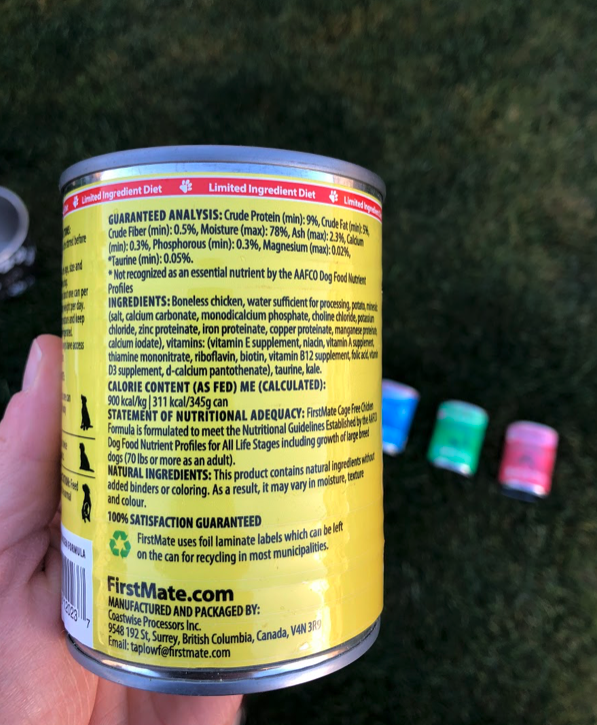 Limited Ingredient Diet Limited Ingredient Diet Limited Ingredient
GUARANTEED ANALYSIS: Crude Protein (min): 9%, Crude Fat (min): 5%,
Crude Fiber (min): 0.5%, Moisture (max): 78%, Ash (max): 2.3%, Calcium
(min): 0.3%, Phosphorous (min): 0.3%, Magnesium (max): 0.02%,
*Taurine (min): 0.05%.
* Not recognized as an essential nutrient by the AAFCO Dog Food Nutrient
Profiles
INGREDIENTS: Boneless chicken, water sufficient for processing, potato, minerals
(salt, calcium carbonate, monodicalcium phosphate, choline chloride, potassium
chloride, zinc proteinate, iron proteinate, copper proteinate, manganese proteinate,
calcium iodate), vitamins: (vitamin E supplement, niacin, vitamin A supplement,
thiamine mononitrate, riboflavin, biotin, vitamin B12 supplement, folic acid, vitamin
D3 supplement, d-calcium pantothenate), taurine, kale.
CALORIE CONTENT (AS FED) ME (CALCULATED):
900 kcal/kg | 311 kcal/345g can
STATEMENT OF NUTRITIONAL ADEQUACY: FirstMate Cage Free Chicken
Formula is formulated to meet the Nutritional Guidelines Established by the AAFCO
Dog Food Nutrient Profiles for All Life Stages including growth of large breed
dogs (70 lbs or more as an adult).
NATURAL INGREDIENTS: This product contains natural ingredients without
added binders or coloring. As a result, it may vary in moisture, texture
and colour.
100% SATISFACTION GUARANTEED
FirstMate uses foil laminate labels which can be left
on the can for recycling in most municipalities.
FirstMate.com
MANUFACTURED AND PACKAGED BY:
Coastwise Processors Inc.
9548 192 St, Surrey, British Columbia, Canada, V4N 3R9
Email: taplowf@firstmate.com
FORMULA
7